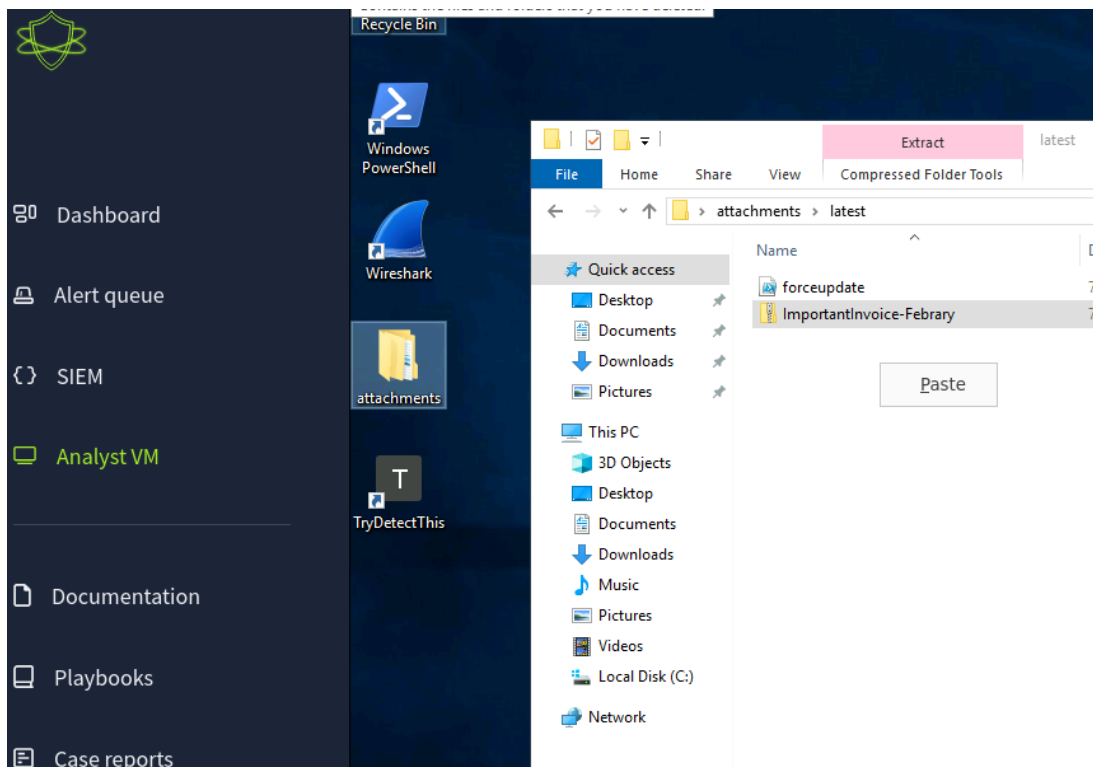 Recycle Bin
Windows
PowerShell
Wireshark
attachments
T
TryDetectThis
Dashboard
Alert queue
SIEM
Analyst VM
Documentation
Playbooks
Case reports
Extract
latest
File
Home
Share
View
Compressed Folder Tools
attachments
latest
Name
Quick access
Desktop
Documents
Downloads
Pictures
This PC
3D Objects
Desktop
Documents
Downloads
Music
Pictures
Videos
Local Disk (C:)
Network
forceupdate
ImportantInvoice-Febrary
Paste